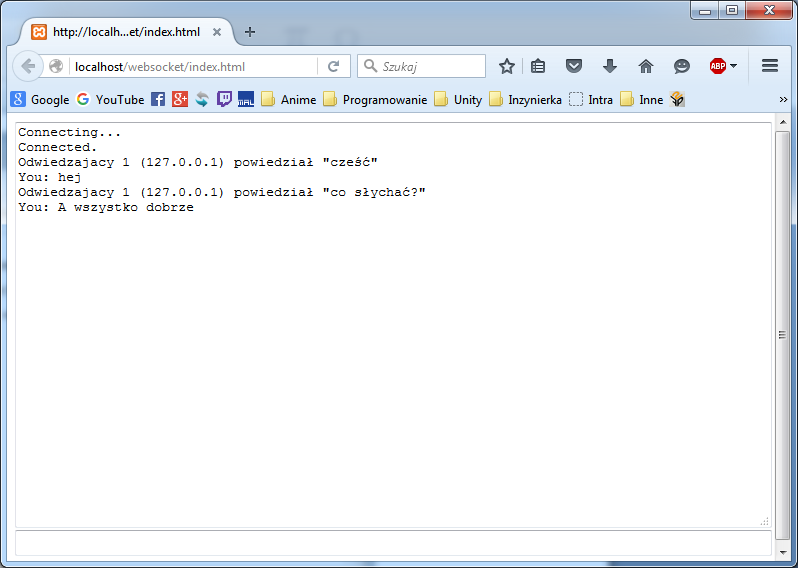 http://localh...et/index.html
localhost/websocket/index.html
Szukaj
ABP
Google YouTube Anime Programowanie Unity Inzynierka Intra Inne
Connecting...
Connected.
Odwiedzajacy 1 (127.0.0.1) powiedział "cześć"
You: hej
Odwiedzajacy 1 (127.0.0.1) powiedział "co słychać?"
You: A wszystko dobrze